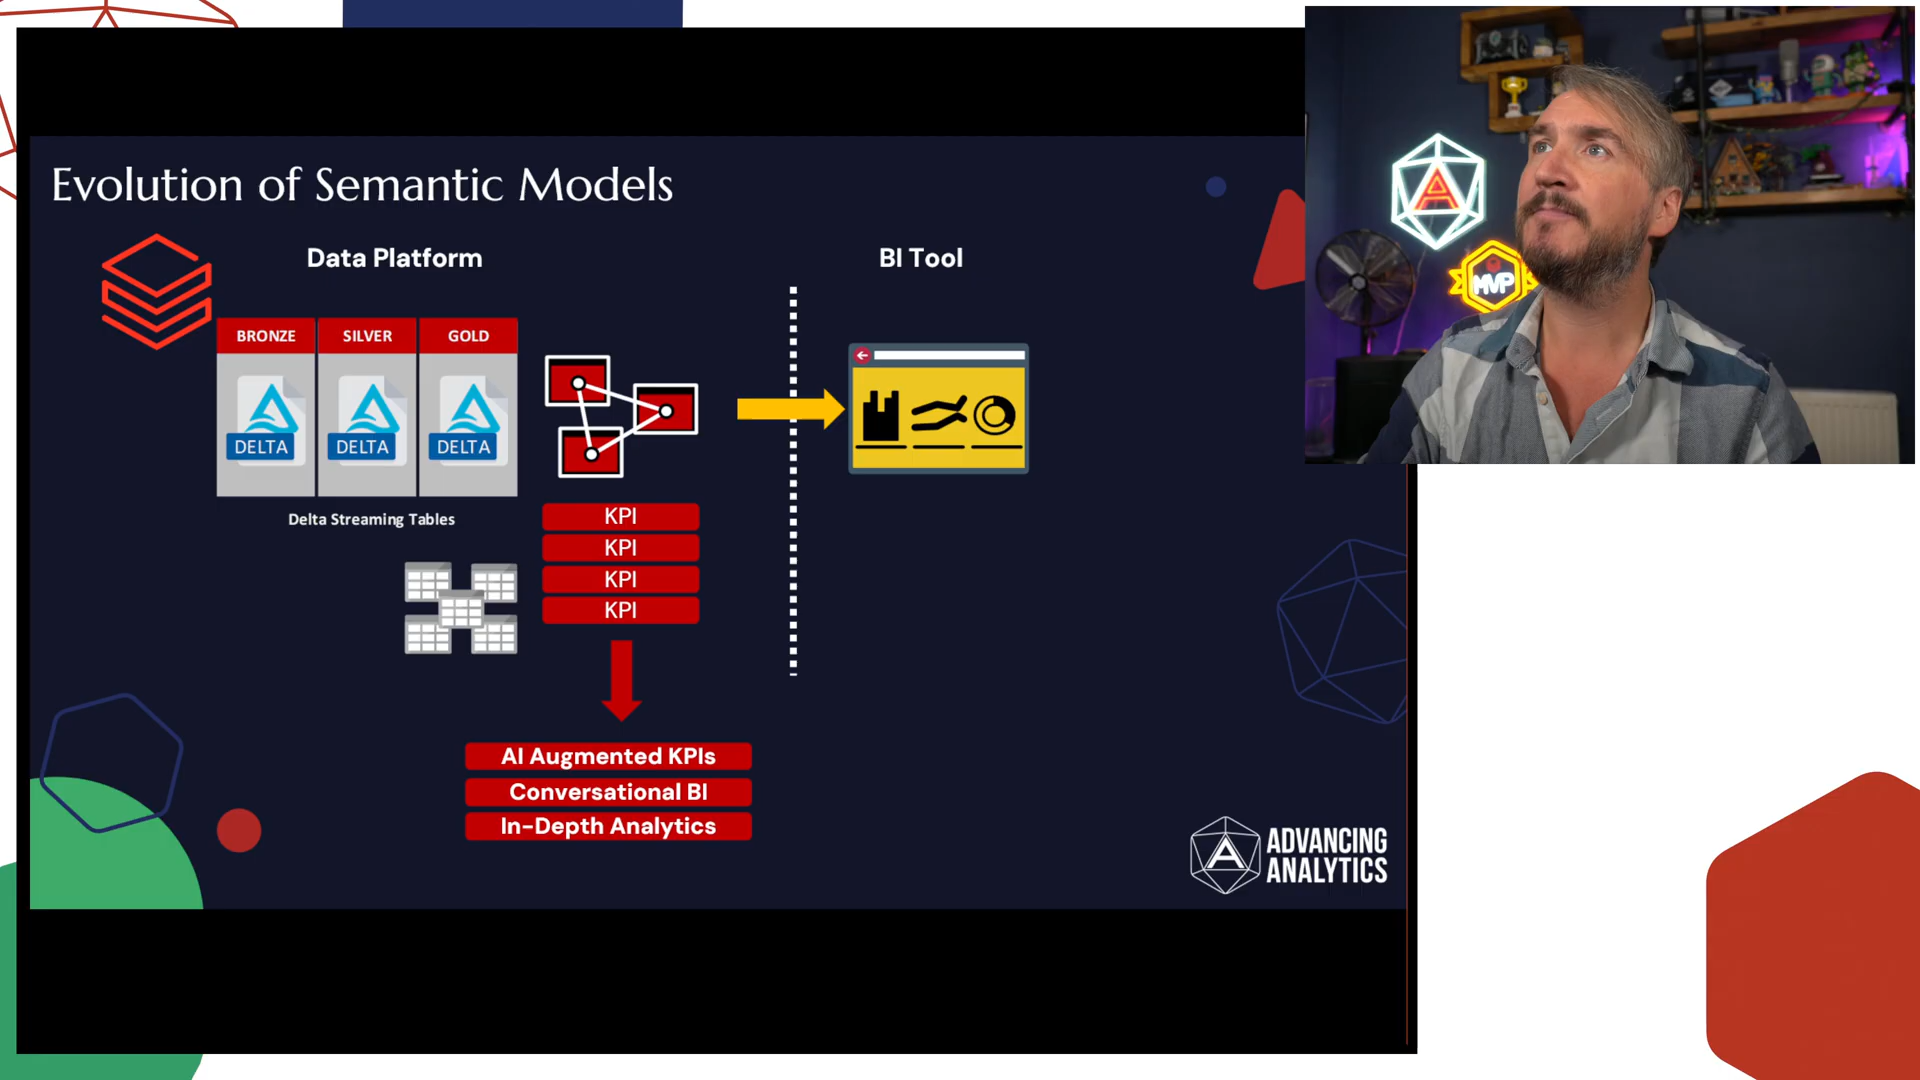 Evolution of Semantic Models
Data Platform
BI Tool
BRONZE
SILVER
GOLD
DELTA
DELTA
DELTA
Delta Streaming Tables
KPI
KPI
KPI
KPI
AI Augmented KPIs
Conversational BI
In-Depth Analytics
ADVANCING
ANALYTICS
A
MVP